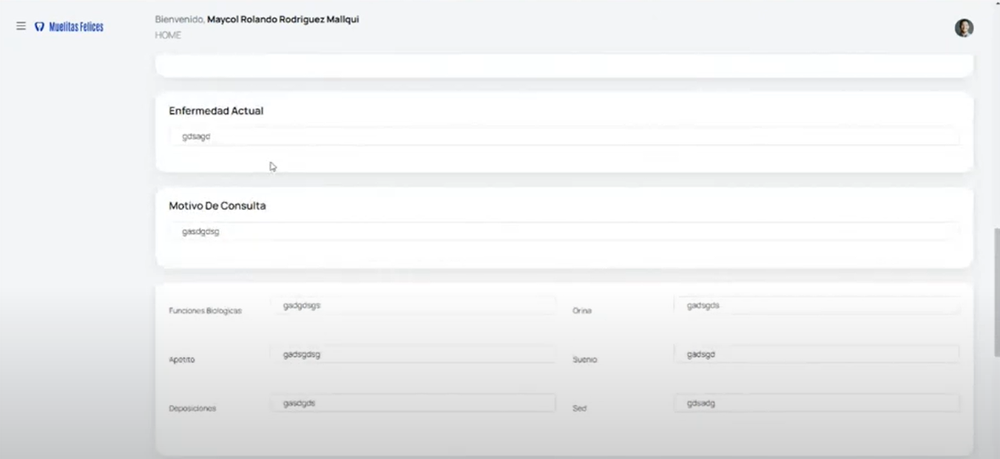 Muelitas Felices
Bienvenido, Maycol Rolando Rodriguez Mallqui
HOME
Enfermedad Actual
gdsagd
Motivo De Consulta
gasdgdsg
Funciones Biologicas
gadgdsgs
Orina
gadsgds
Apetito
gadsgdsg
Suenio
gadsgd
Deposiciones
gasdgds
Sed
gdsadg